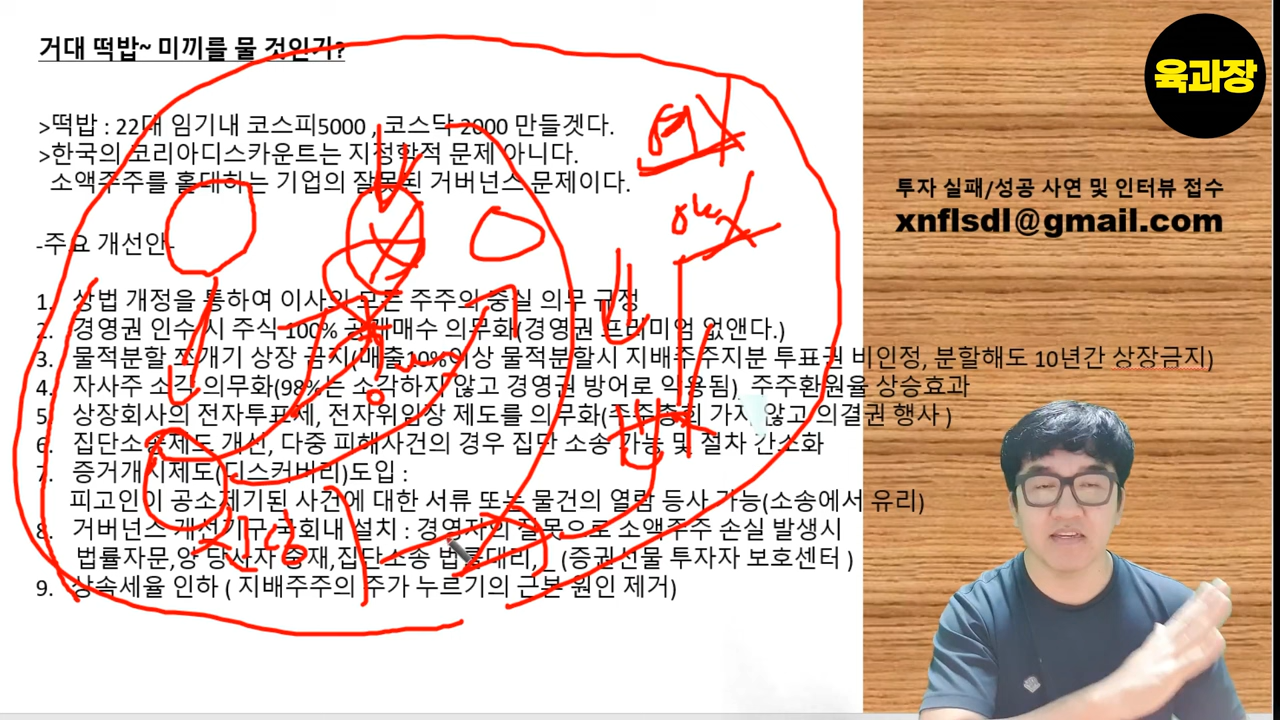 거대 떡밥~ 미끼를 물 것인가?
육과장
>떡밥 : 22대 임기내 코스피5000 , 코스닥 2000 만들겟다.
>한국의 코리아디스카운트는 지정학적 문제 아니다.
소액주주를 홀대하는 기업의 잘못된 거버넌스 문제이다.
투자 실패/성공 사연 및 인터뷰 접수
xnflsdl@gmail.com
-주요 개선안-
1. 상법 개정을 통하여 이사의 모든 주주의 충실 의무 규정
2. 경영권 인수 시 주식 100% 공개매수 의무화(경영권 프리미엄 없앤다.)
3. 물적분할 쪼개기 상장 금지(매출10%이상 물적분할시 지배주주지분 투표권 비인정, 분할해도 10년간 상장금지)
4. 자사주 소각 의무화(98%는 소각하지 않고 경영권 방어로 악용됨) 주주환원율 상승효과
5. 상장회사의 전자투표제, 전자위임장 제도를 의무화(주주총회 가지 않고 의결권 행사 )
6. 집단소송제도 개선, 다중 피해사건의 경우 집단 소송 가능 및 절차 간소화
7. 증거개시제도(디스커버리)도입 :
피고인이 공소제기된 사건에 대한 서류 또는 물건의 열람 등사 가능(소송에서 유리)
8. 거버넌스 개선기구 국회내 설치 : 경영자의 잘못으로 소액주주 손실 발생시
법률자문,양 당사자 중재,집단소송 법률대리, _ (증권선물 투자자 보호센터 )
9. 상속세율 인하 ( 지배주주의 주가 누르기의 근본 원인 제거)